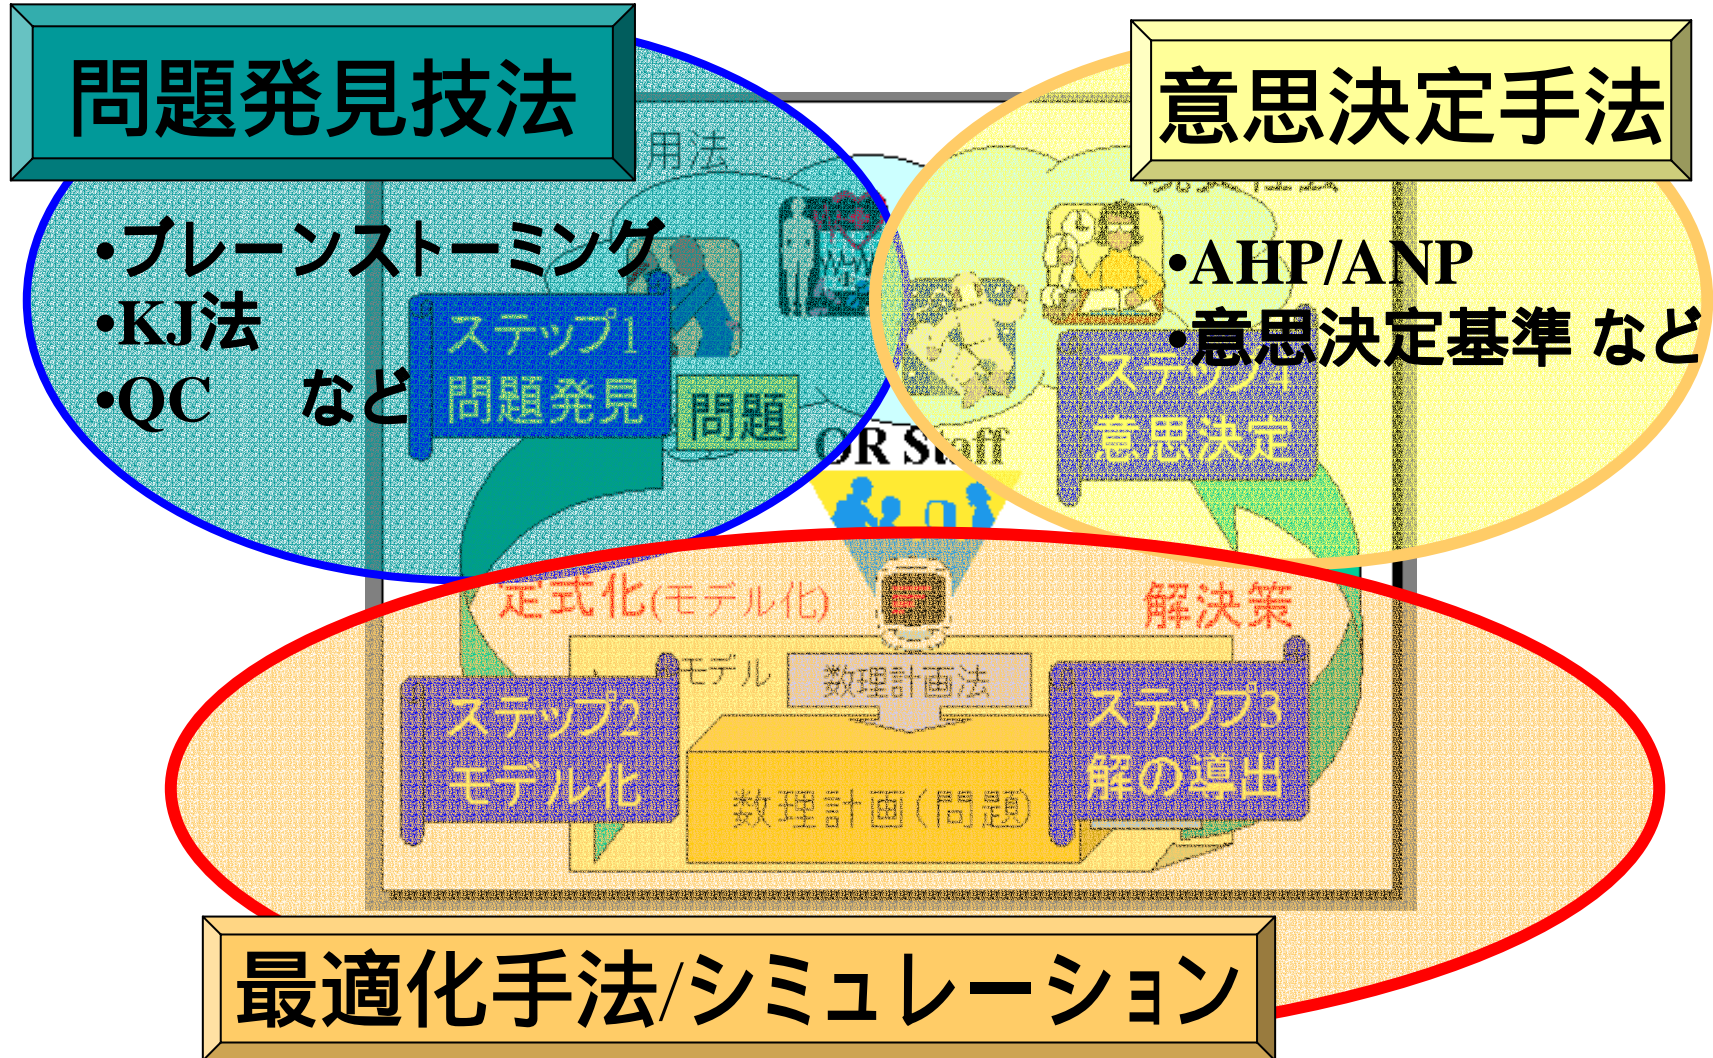 問題発見技法
意思決定手法
用法
•ブレーンストーミング
•KJ法
•QC　など
•AHP/ANP
•意思決定基準 など
ステップ1
問題発見
問題
ステップ4
意思決定
OR Staff
定式化(モデル化)
解決策
モデル
数理計画法
ステップ2
モデル化
ステップ3
解の導出
数理計画(問題)
最適化手法/シミュレーション